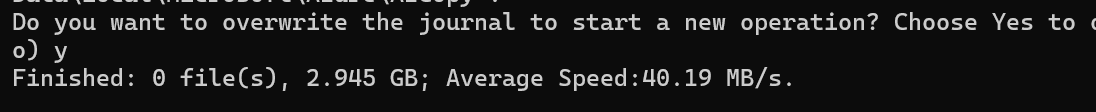 Do you want to overwrite the journal to start a new operation? Choose Yes to
o) y
Finished: 0 file(s), 2.945 GB; Average Speed:40.19 MB/s.